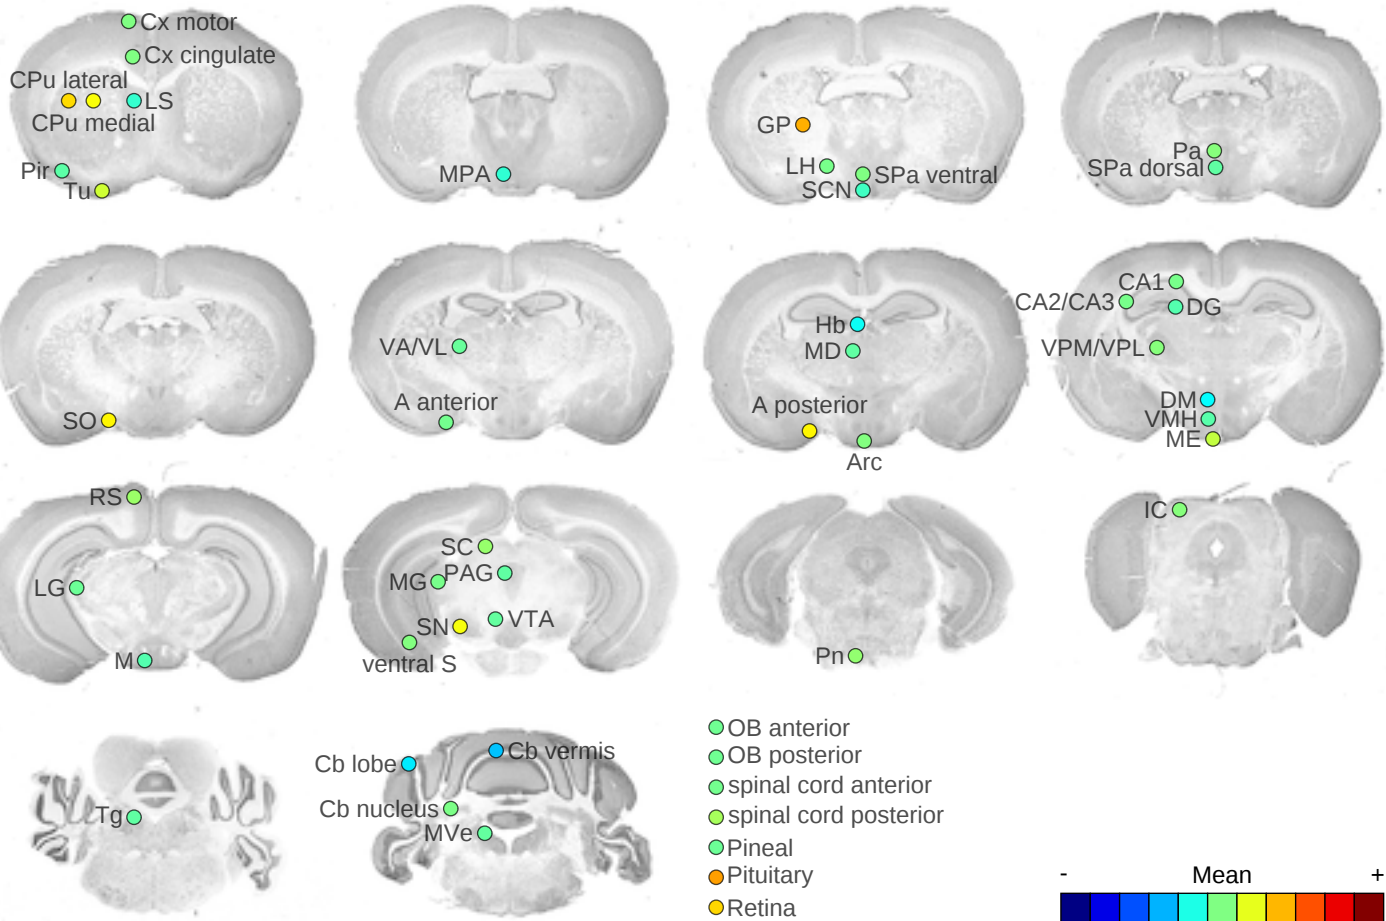 Cx motor
Cx cingulate
CPu lateral
LS
CPu medial
Pir
Tu
MPA
GP
LH
SPa ventral
SCN
Pa
SPa dorsal
SO
VA/VL
A anterior
Hb
MD
A posterior
Arc
CA1
CA2/CA3
DG
VPM/VPL
DM
VMH
ME
RS
LG
M
SC
MG
PAG
SN
VTA
ventral S
Pn
IC
Tg
Cb lobe
Cb vermis
Cb nucleus
MVe
OB anterior
OB posterior
spinal cord anterior
spinal cord posterior
Pineal
Pituitary
Retina
- Mean +